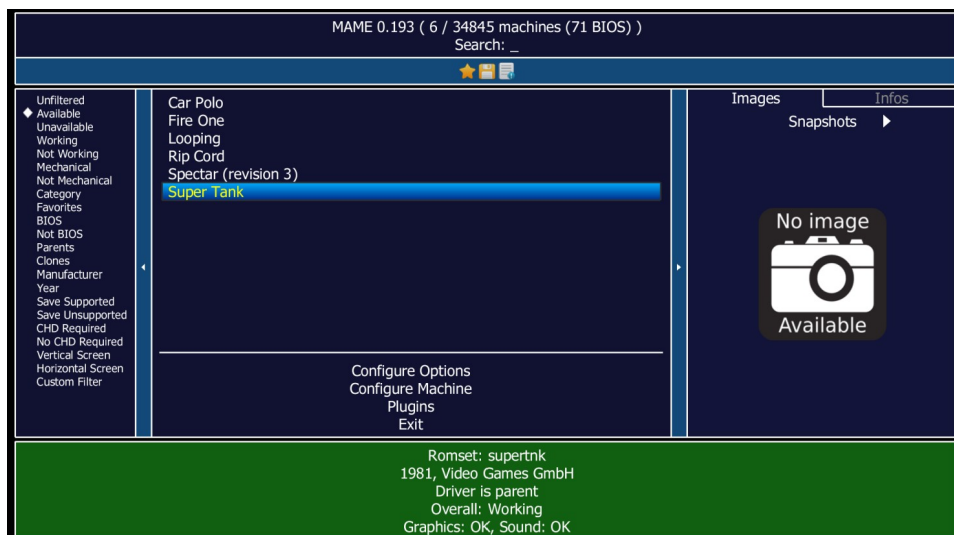 MAME 0.193 ( 6 / 34845 machines (71 BIOS) )
Search: _
Unfiltered
Available
Unavailable
Working
Not Working
Mechanical
Not Mechanical
Category
Favorites
BIOS
Not BIOS
Parents
Clones
Manufacturer
Year
Save Supported
Save Unsupported
CHD Required
No CHD Required
Vertical Screen
Horizontal Screen
Custom Filter
Car Polo
Fire One
Looping
Rip Cord
Spectar (revision 3)
Super Tank
Configure Options
Configure Machine
Plugins
Exit
Images
Infos
Snapshots
No image
Available
Romset: supertnk
1981, Video Games GmbH
Driver is parent
Overall: Working
Graphics: OK, Sound: OK